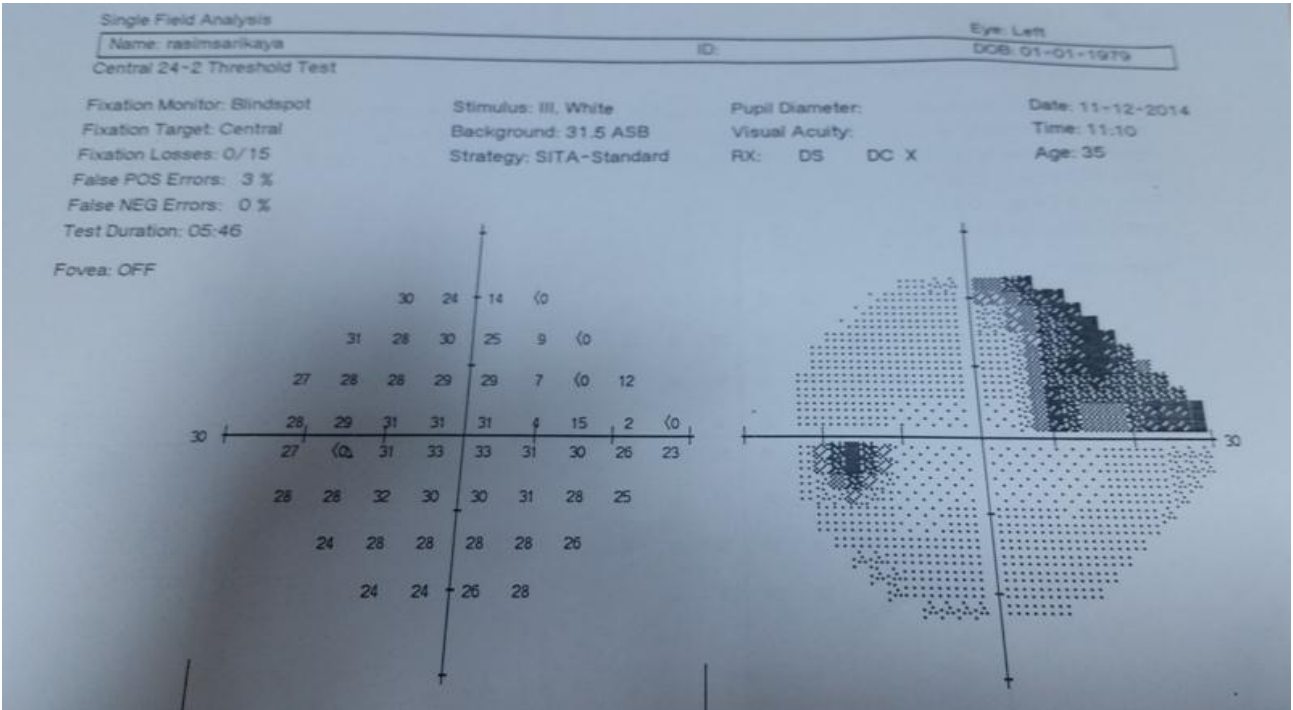 Single Field Analysis
Eye: Left
Name: rasimsarikaya ID: DOB: 01-01-1979
Central 24-2 Threshold Test
Fixation Monitor: Blindspot Stimulus: III, White Pupil Diameter: Date: 11-12-2014
Fixation Target: Central Background: 31.5 ASB Visual Acuity: Time: 11:10
Fixation Losses: 0/15 Strategy: SITA-Standard RX: DS DC X Age: 35
False POS Errors: 3 %
False NEG Errors: 0 %
Test Duration: 05:46
Fovea: OFF
30 24 14 (0
31 28 30 25 9 (0
27 28 28 29 29 7 (0 12
28 29 31 31 31 4 15 2 (0
30 30
27 (0 31 33 33 31 30 26 23
28 28 32 30 30 31 28 25
24 28 28 28 28 26
24 24 26 28